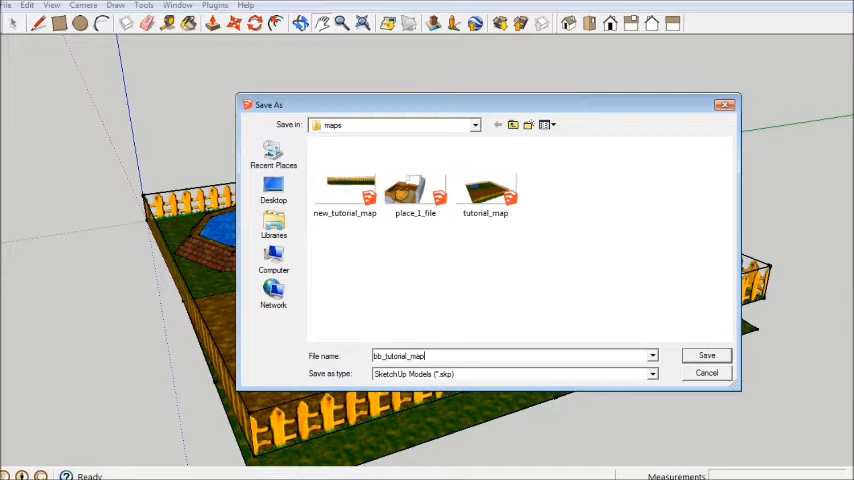 File Edit View Camera Draw Tools Window Plugins Help
Save As
Save in: maps
Recent Places
Desktop
Libraries
Computer
Network
new_tutorial_map place_1_file tutorial_map
File name: bb_tutorial_map Save
Save as type: SketchUp Models (*.skp) Cancel
Ready Measurements